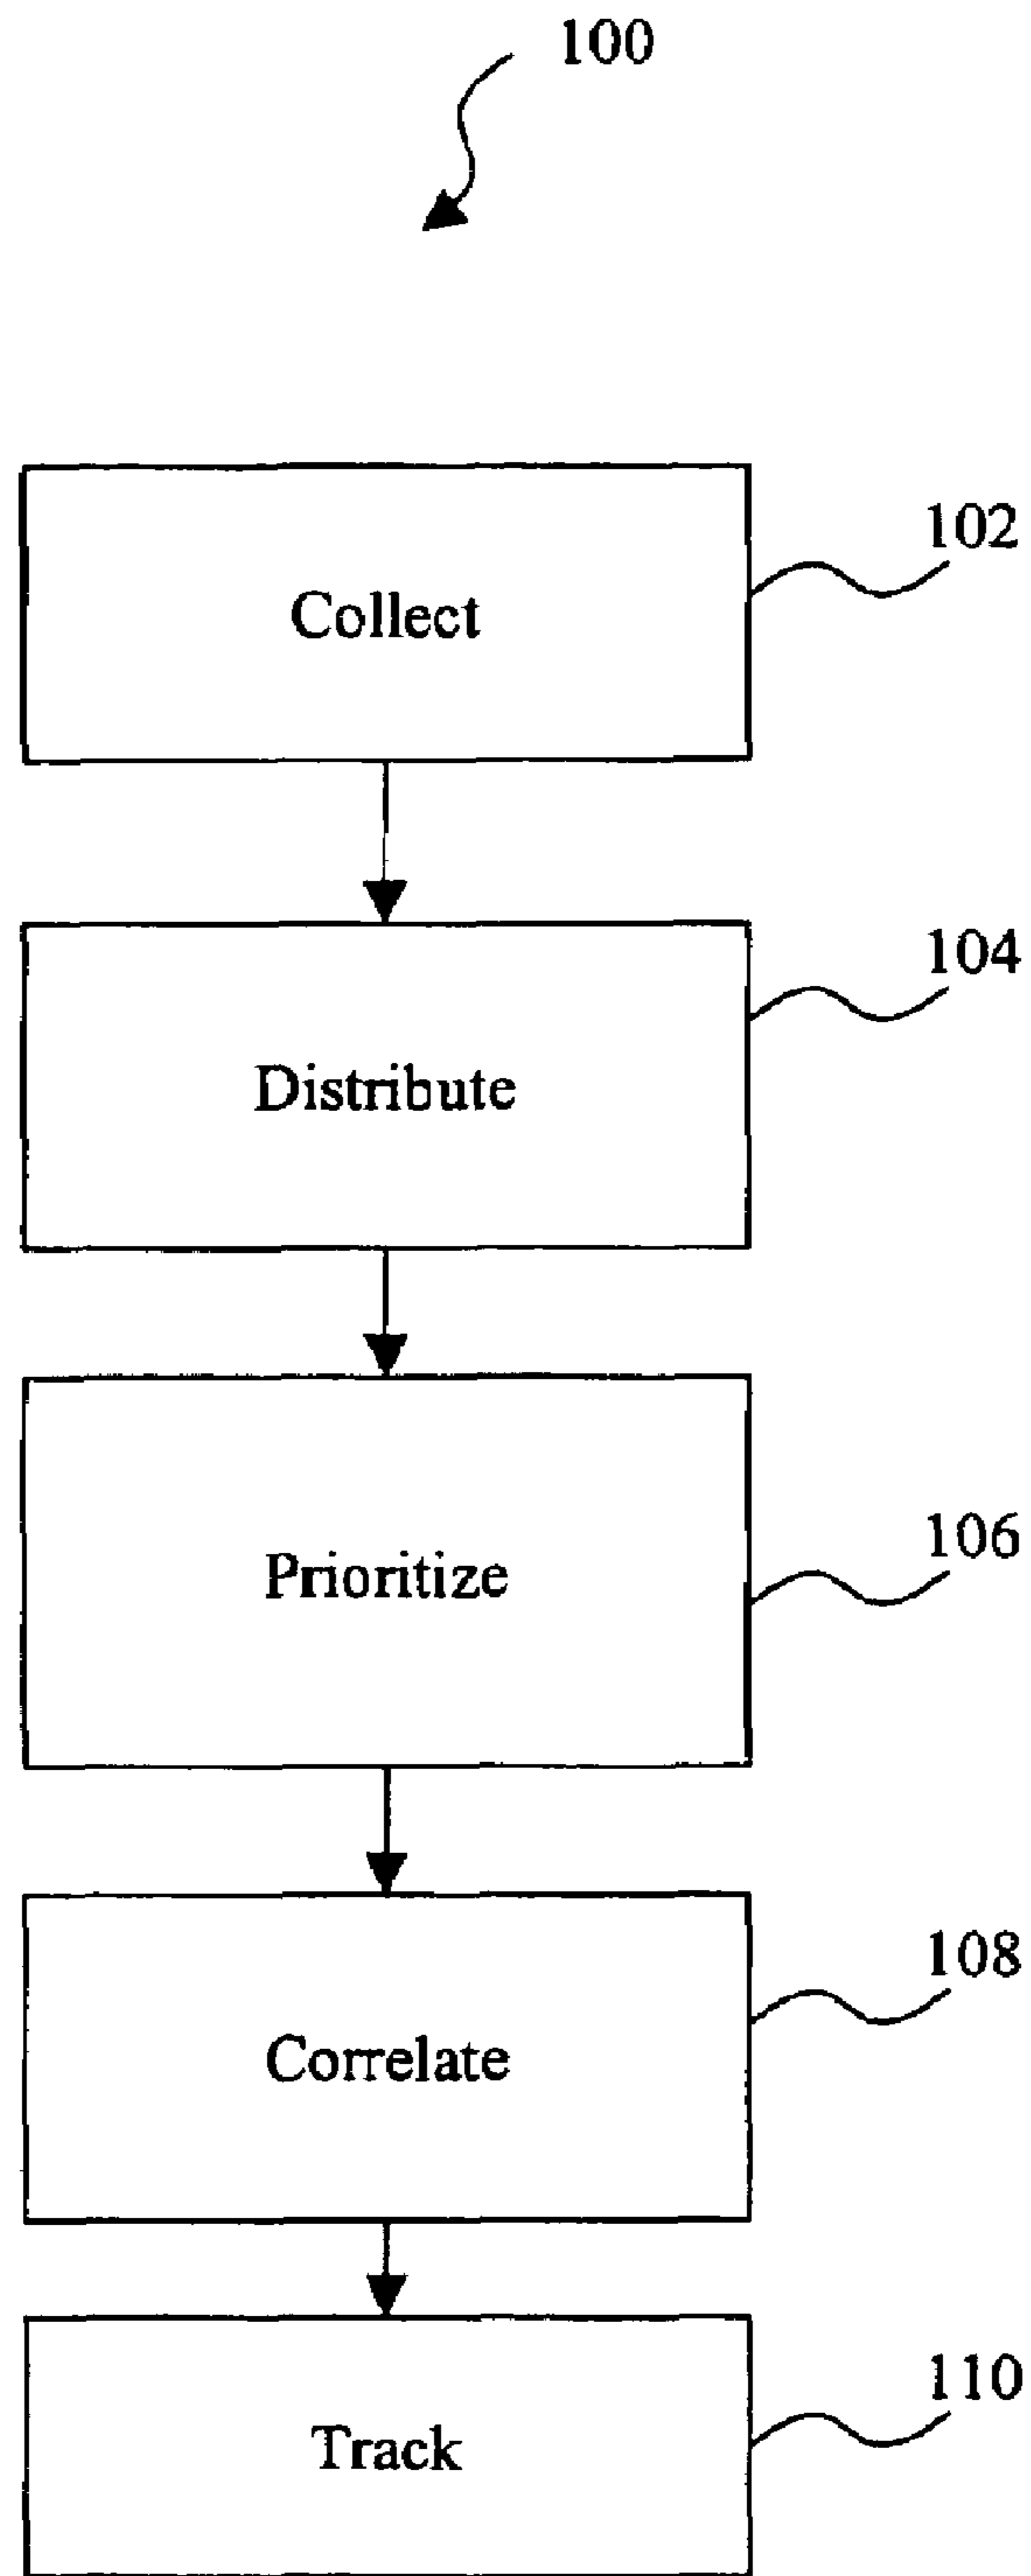 100
102
Collect
104
Distribute
106
Prioritize
108
Correlate
110
Track